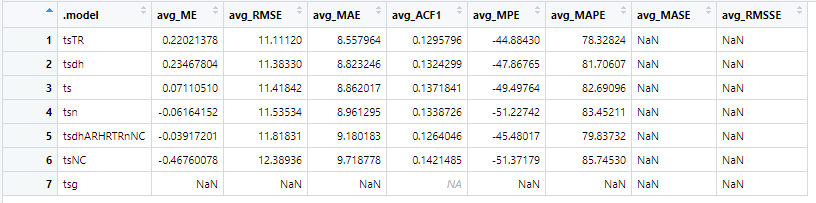 .model avg_ME avg_RMSE avg_MAE avg_ACF1 avg_MPE avg_MAPE avg_MASE avg_RMSSE
1 tsTR 0.22021378 11.11120 8.557964 0.1295796 -44.88430 78.32824 NaN NaN
2 tsdh 0.23467804 11.38330 8.823246 0.1324299 -47.86765 81.70607 NaN NaN
3 ts 0.07110510 11.41842 8.862017 0.1371841 -49.49764 82.69096 NaN NaN
4 tsn -0.06164152 11.53534 8.961295 0.1338726 -51.22742 83.45211 NaN NaN
5 tsdhARHRTRnNC -0.03917201 11.81831 9.180183 0.1264046 -45.48017 79.83732 NaN NaN
6 tsNC -0.46760078 12.38936 9.718778 0.1421485 -51.37179 85.74530 NaN NaN
7 tsg NaN NaN NaN NA NaN NaN NaN NaN